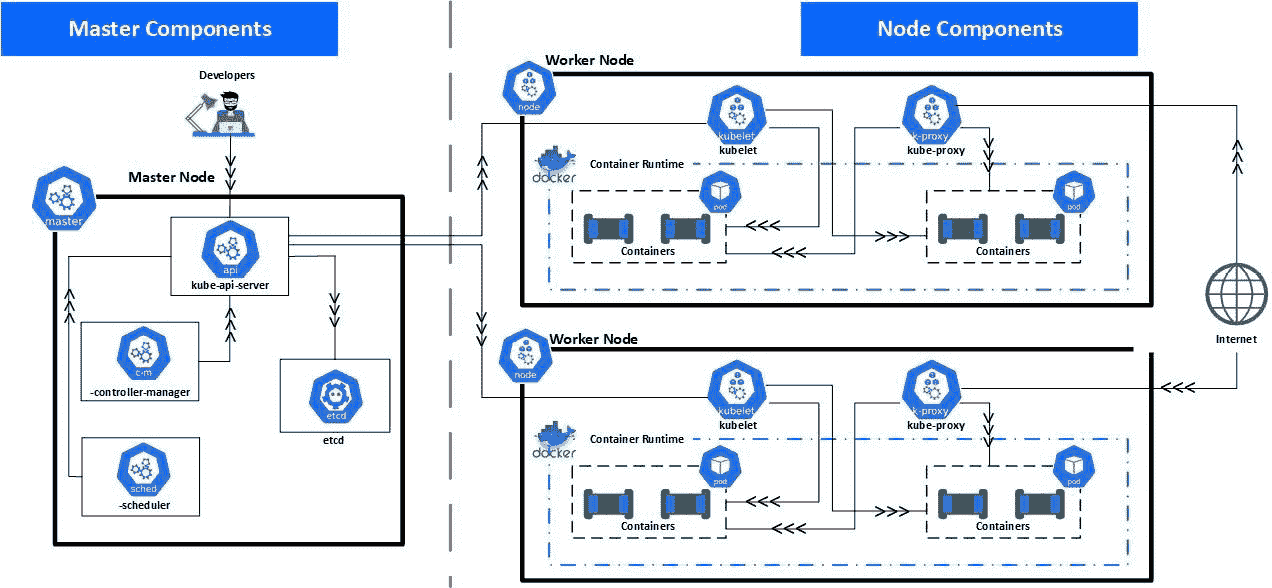 Master Components
Node Components
Developers
Master Node
master
api
kube-api-server
c-m
-controller-manager
etcd
etcd
sched
-scheduler
Worker Node
node
kubelet
kubelet
k-proxy
kube-proxy
docker
Container Runtime
pod
Containers
pod
Containers
Internet
Worker Node
node
kubelet
kubelet
k-proxy
kube-proxy
docker
Container Runtime
pod
Containers
pod
Containers